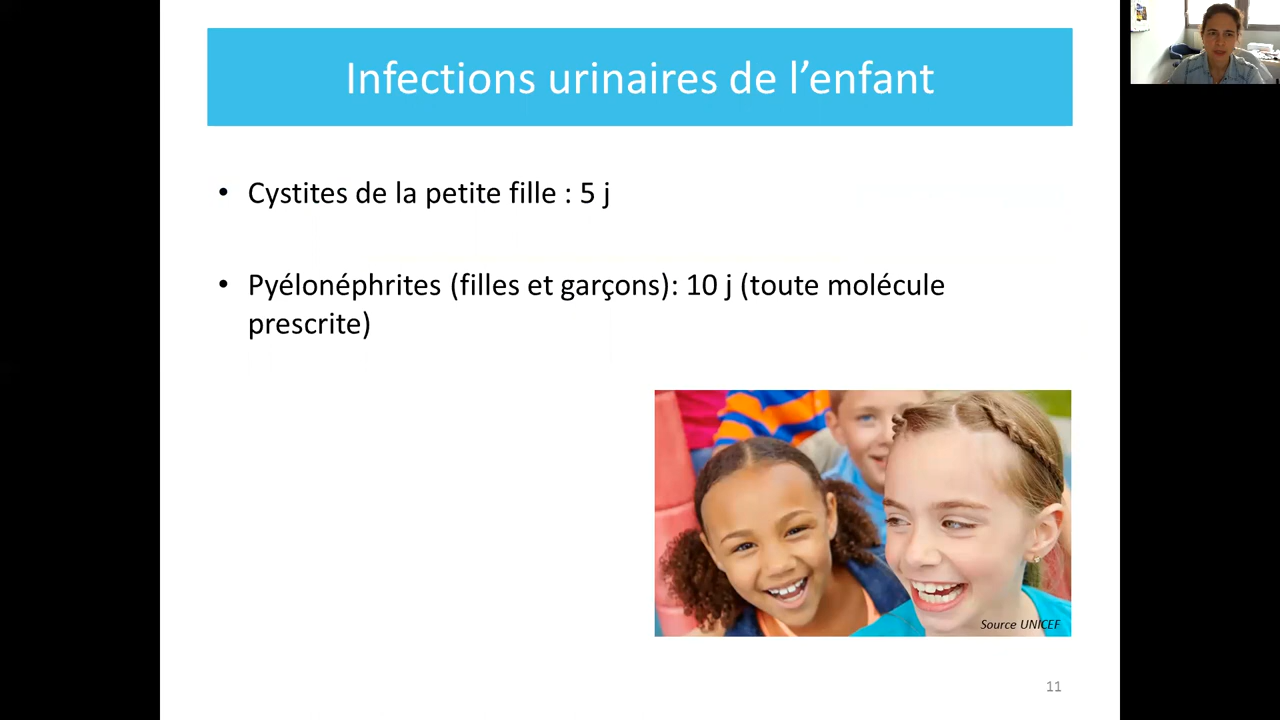 Infections urinaires de l’enfant
• Cystites de la petite fille : 5 j
• Pyélonéphrites (filles et garçons): 10 j (toute molécule
prescrite)
Source UNICEF
11